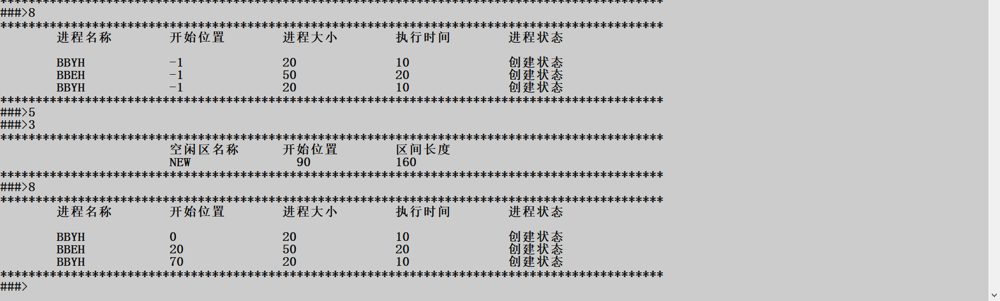 **********************************************************************************************
###>8
**********************************************************************************************
进程名称 开始位置 进程大小 执行时间 进程状态
BBYH -1 20 10 创建状态
BBEH -1 50 20 创建状态
BBYH -1 20 10 创建状态
**********************************************************************************************
###>5
###>3
**********************************************************************************************
空闲区名称 开始位置 区间长度
NEW 90 160
**********************************************************************************************
###>8
**********************************************************************************************
进程名称 开始位置 进程大小 执行时间 进程状态
BBYH 0 20 10 创建状态
BBEH 20 50 20 创建状态
BBYH 70 20 10 创建状态
**********************************************************************************************
###>